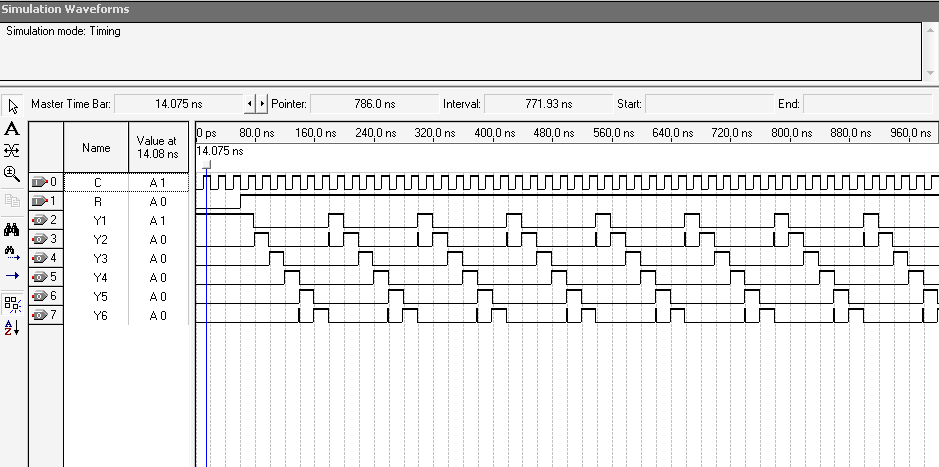 Simulation Waveforms
Simulation mode: Timing
Master Time Bar: 14.075 ns Pointer: 786.0 ns Interval: 771.93 ns Start: End:
Name Value at 14.08 ns
0 ps 80.0 ns 160.0 ns 240.0 ns 320.0 ns 400.0 ns 480.0 ns 560.0 ns 640.0 ns 720.0 ns 800.0 ns 880.0 ns 960.0 ns
14.075 ns
0 C A 1
1 R A 0
2 Y1 A 1
3 Y2 A 0
4 Y3 A 0
5 Y4 A 0
6 Y5 A 0
7 Y6 A 0